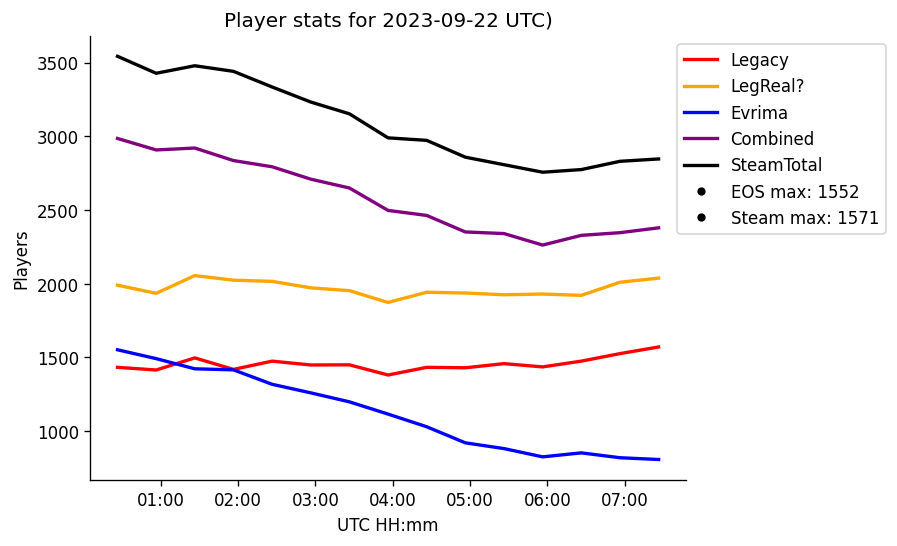 Player stats for 2023-09-22 UTC)
Legacy
LegReal?
Evrima
Combined
SteamTotal
EOS max: 1552
Steam max: 1571
Players
3500
3000
2500
2000
1500
1000
01:00 02:00 03:00 04:00 05:00 06:00 07:00
UTC HH:mm